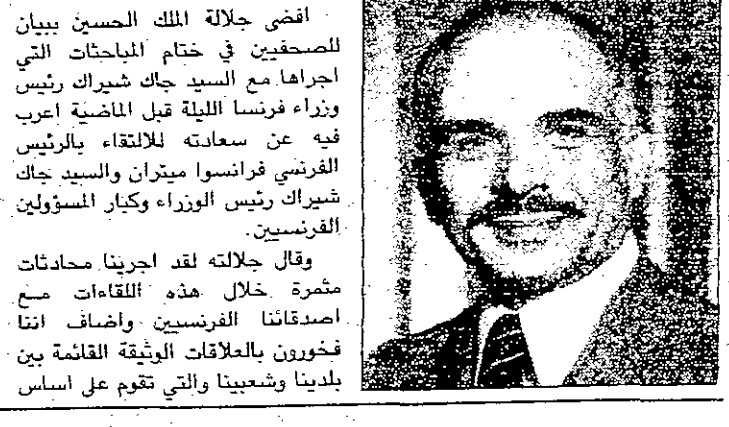 افضى جلالة الملك الحسين ببيان
للصحفيين في ختام المباحثات التي
اجراها مع السيد جاك شيراك رئيس
وزراء فرنسا الليلة قبل الماضية اعرب
فيه عن سعادته للالتقاء بالرئيس
الفرنسي فرانسوا ميتران والسيد جاك
شيراك رئيس الوزراء وكبار المسؤولين
الفرنسيين.
وقال جلالته لقد اجرينا محادثات
مثمرة خلال هذه اللقاءات مع
اصدقائنا الفرنسيين واضاف اننا
فخورون بالعلاقات الوثيقة القائمة بين
بلدينا وشعبينا والتي تقوم على اساس